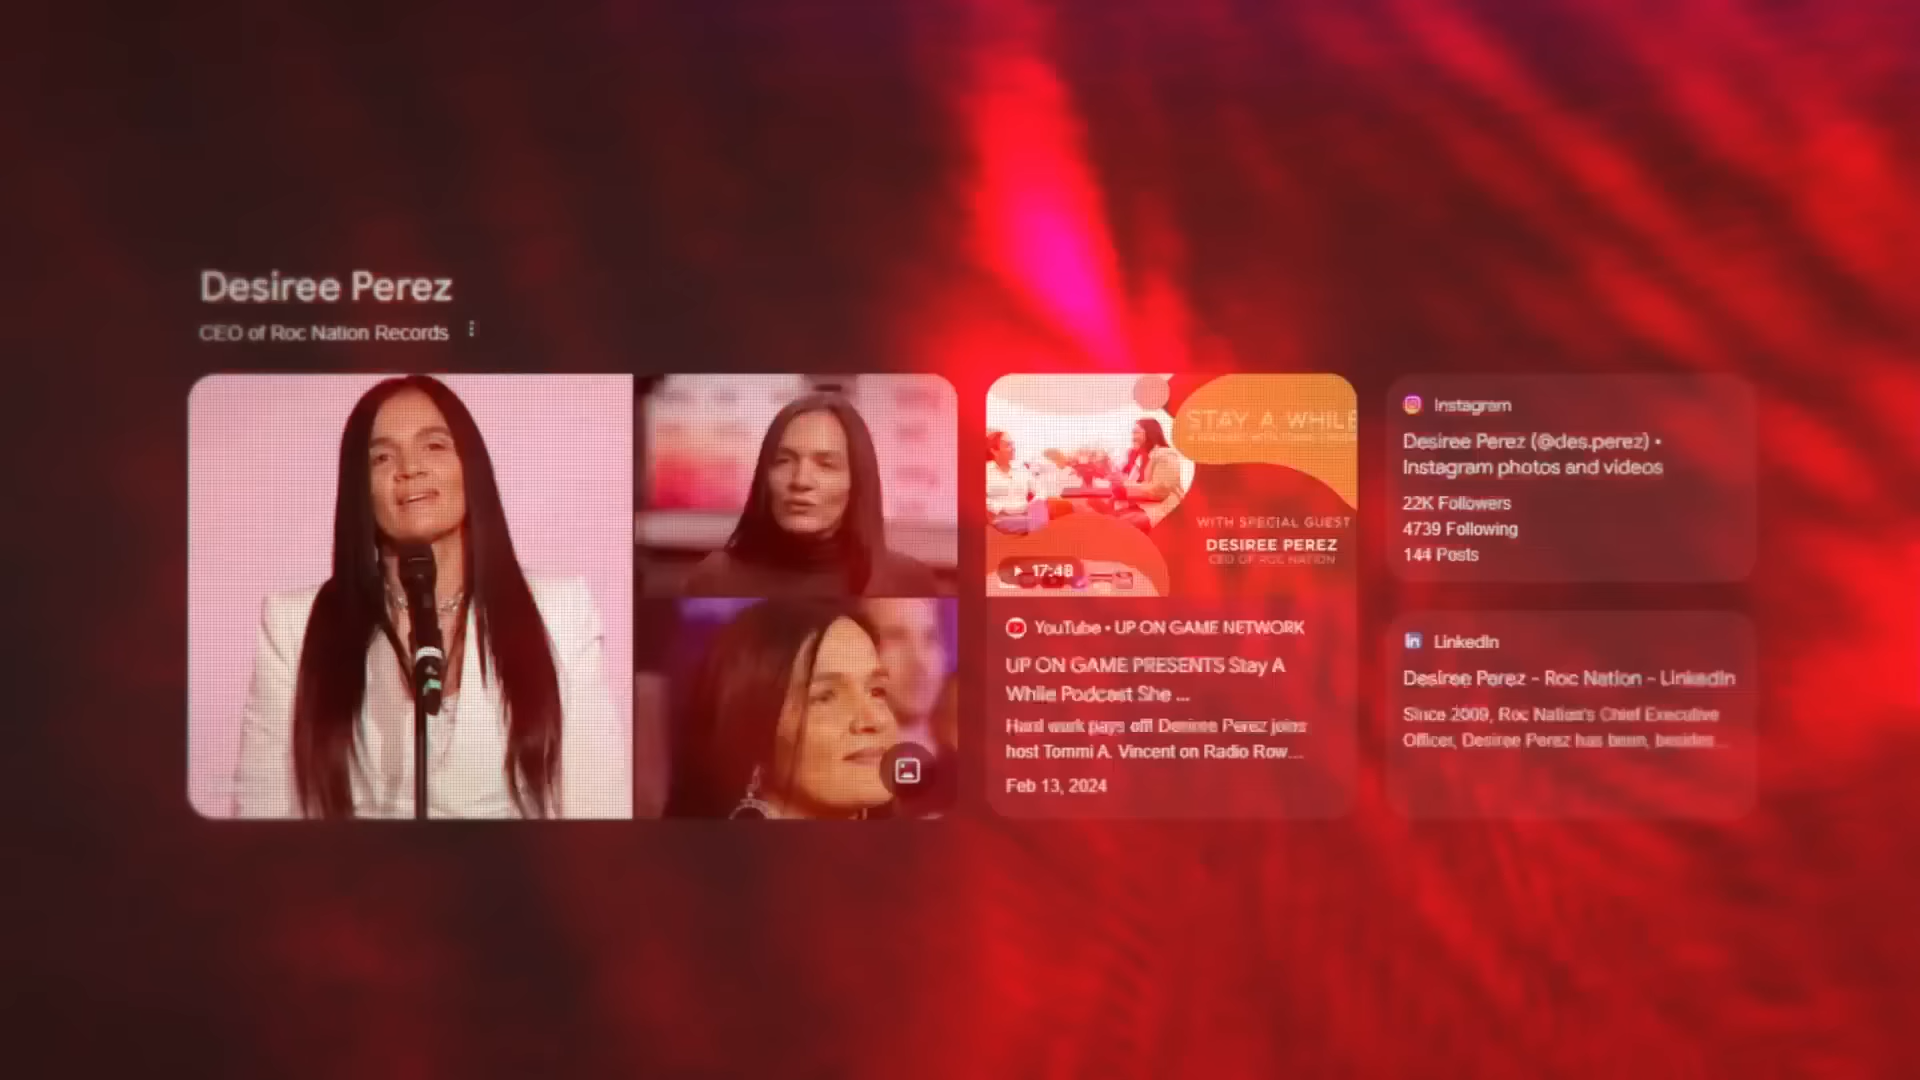 Desiree Perez
CEO of Roc Nation Records
STAY A WHILE
WITH SPECIAL GUEST
DESIREE PEREZ
CEO OF ROC NATION
17:48
YouTube • UP ON GAME NETWORK
UP ON GAME PRESENTS Stay A
While Podcast She ...
Hard work pays off! Desiree Perez joins
host Tommi A. Vincent on Radio Row...
Feb 13, 2024
Instagram
Desiree Perez (@des.perez) •
Instagram photos and videos
22K Followers
4739 Following
144 Posts
LinkedIn
Desiree Perez - Roc Nation - LinkedIn
Since 2009, Roc Nation's Chief Executive
Officer, Desiree Perez has been, besides...